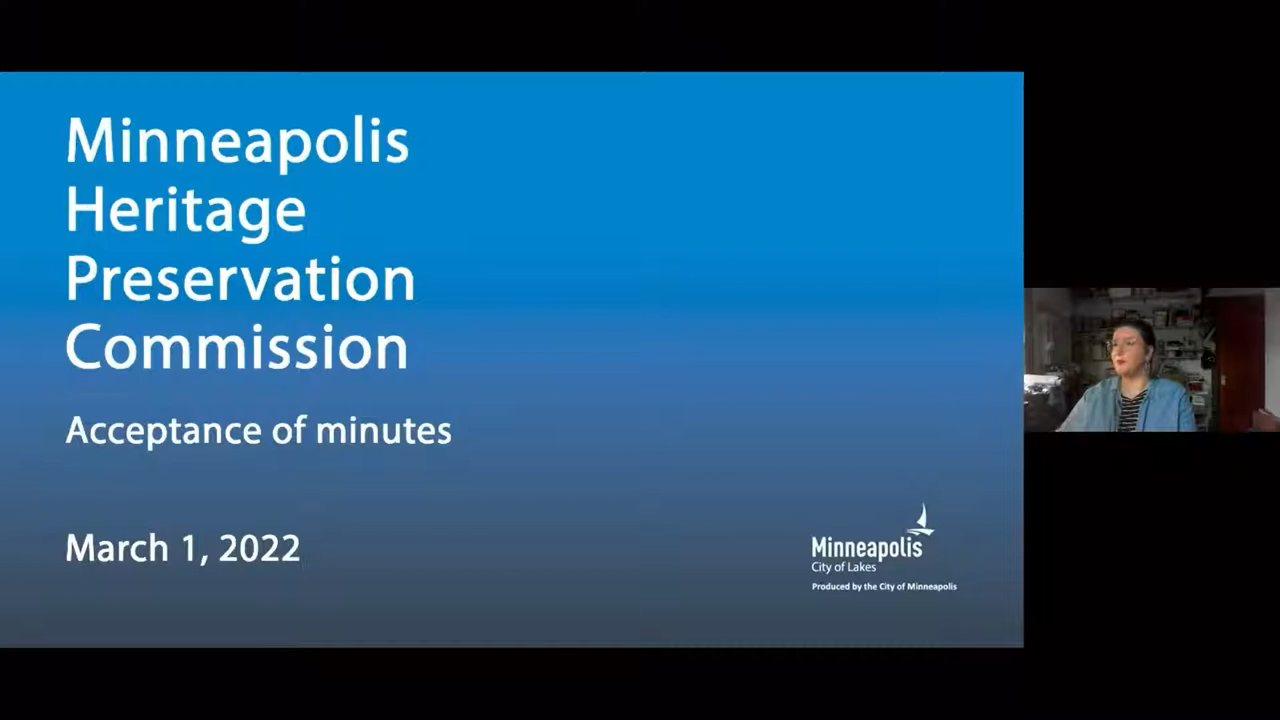 Minneapolis
Heritage
Preservation
Commission
Acceptance of minutes
March 1, 2022
Minneapolis
City of Lakes
Produced by the City of Minneapolis